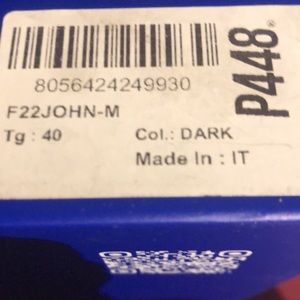 8056424249930
F22JOHN-M
Tg : 40 Col.: DARK
Made In : IT
P448®